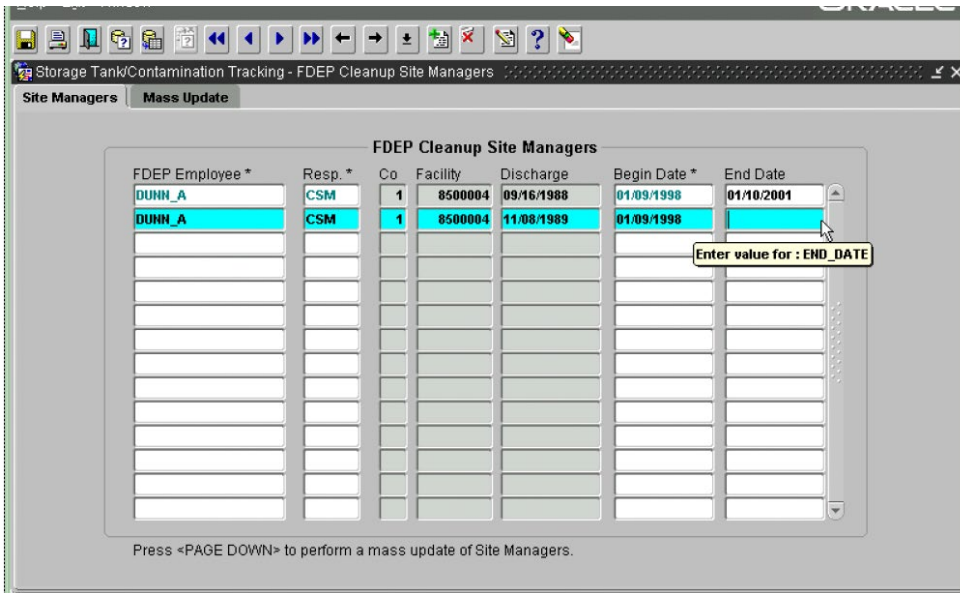 ORACLE
Storage Tank/Contamination Tracking - FDEP Cleanup Site Managers
Site Managers Mass Update
FDEP Cleanup Site Managers
FDEP Employee * Resp. * Co Facility Discharge Begin Date * End Date
DUNN_A CSM 1 8500004 09/16/1988 01/09/1998 01/10/2001
DUNN_A CSM 1 8500004 11/08/1989 01/09/1998
Enter value for : END_DATE
Press <PAGE DOWN> to perform a mass update of Site Managers.